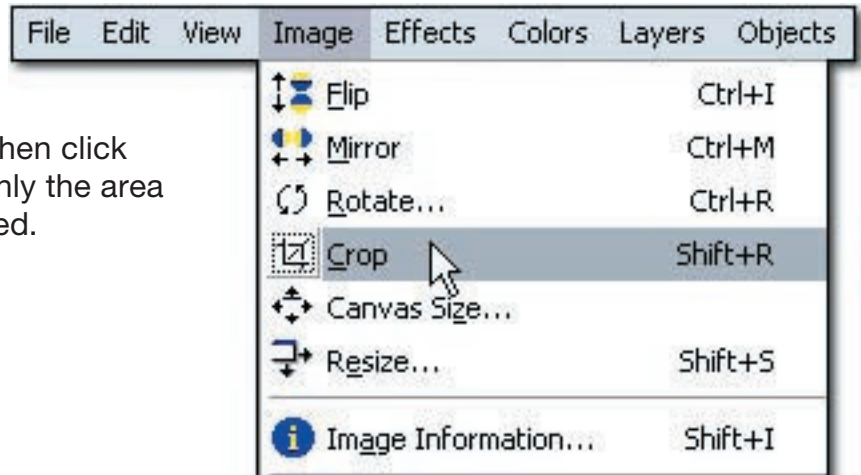 File Edit View Image Effects Colors Layers Objects
Flip Ctrl+I
hen click
Mirror Ctrl+M
nly the area
Rotate... Ctrl+R
ed.
Crop Shift+R
Canvas Size...
Resize... Shift+S
Image Information... Shift+I